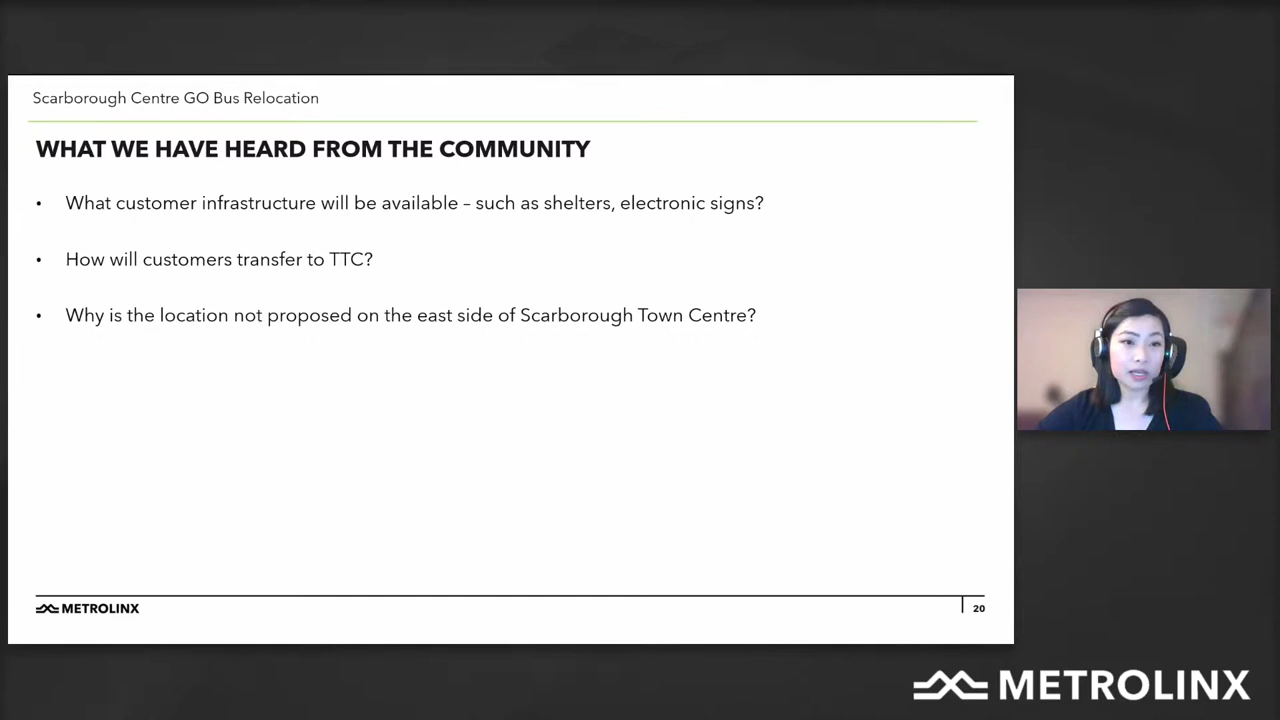 Scarborough Centre GO Bus Relocation
WHAT WE HAVE HEARD FROM THE COMMUNITY
• What customer infrastructure will be available – such as shelters, electronic signs?
• How will customers transfer to TTC?
• Why is the location not proposed on the east side of Scarborough Town Centre?
METROLINX
20
METROLINX